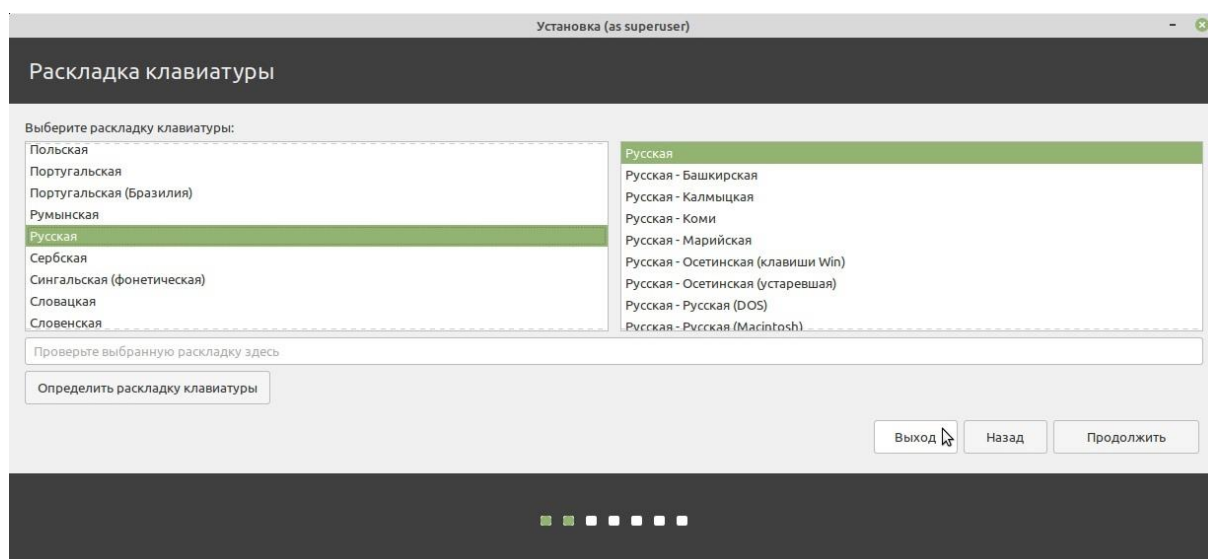 Установка (as superuser)
Раскладка клавиатуры
Выберите раскладку клавиатуры:
Польская
Португальская
Португальская (Бразилия)
Румынская
Русская
Сербская
Сингальская (фонетическая)
Словацкая
Словенская
Русская
Русская - Башкирская
Русская - Калмыцкая
Русская - Коми
Русская - Марийская
Русская - Осетинская (клавиши Win)
Русская - Осетинская (устаревшая)
Русская - Русская (DOS)
Русская - Русская (Macintosh)
Проверьте выбранную раскладку здесь
Определить раскладку клавиатуры
Выход
Назад
Продолжить